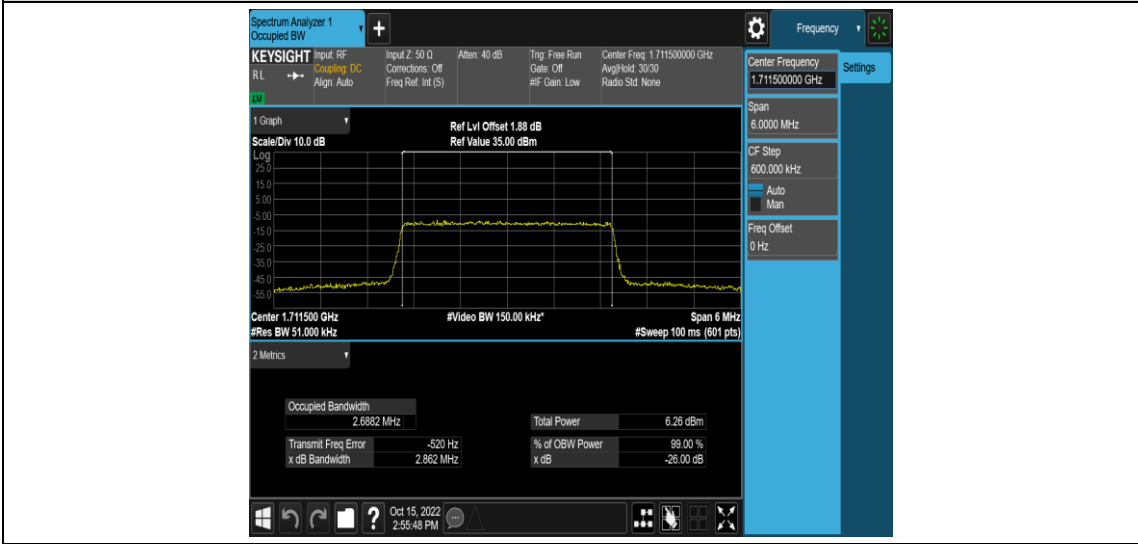 Spectrum Analyzer 1
Occupied BW
+
Frequency
KEYSIGHT
RL
LXI
Input: RF
Coupling: DC
Align: Auto
Input Z: 50 Ω
Corrections: Off
Freq Ref: Int (S)
Atten: 40 dB
Trig: Free Run
Gate: Off
#IF Gain: Low
Center Freq: 1.711500000 GHz
Avg|Hold: 30/30
Radio Std: None
Center Frequency
1.711500000 GHz
Settings
Span
6.0000 MHz
CF Step
600.000 kHz
Auto
Man
Freq Offset
0 Hz
1 Graph
Ref Lvl Offset 1.88 dB
Scale/Div 10.0 dB
Ref Value 35.00 dBm
Log
25.0
15.0
5.00
-5.00
-15.0
-25.0
-35.0
-45.0
-55.0
Center 1.711500 GHz
#Video BW 150.00 kHz*
Span 6 MHz
#Res BW 51.000 kHz
#Sweep 100 ms (601 pts)
2 Metrics
Occupied Bandwidth
2.6882 MHz
Total Power 6.26 dBm
Transmit Freq Error -520 Hz
% of OBW Power 99.00 %
x dB Bandwidth 2.862 MHz
x dB -26.00 dB
?
Oct 15, 2022
2:55:48 PM